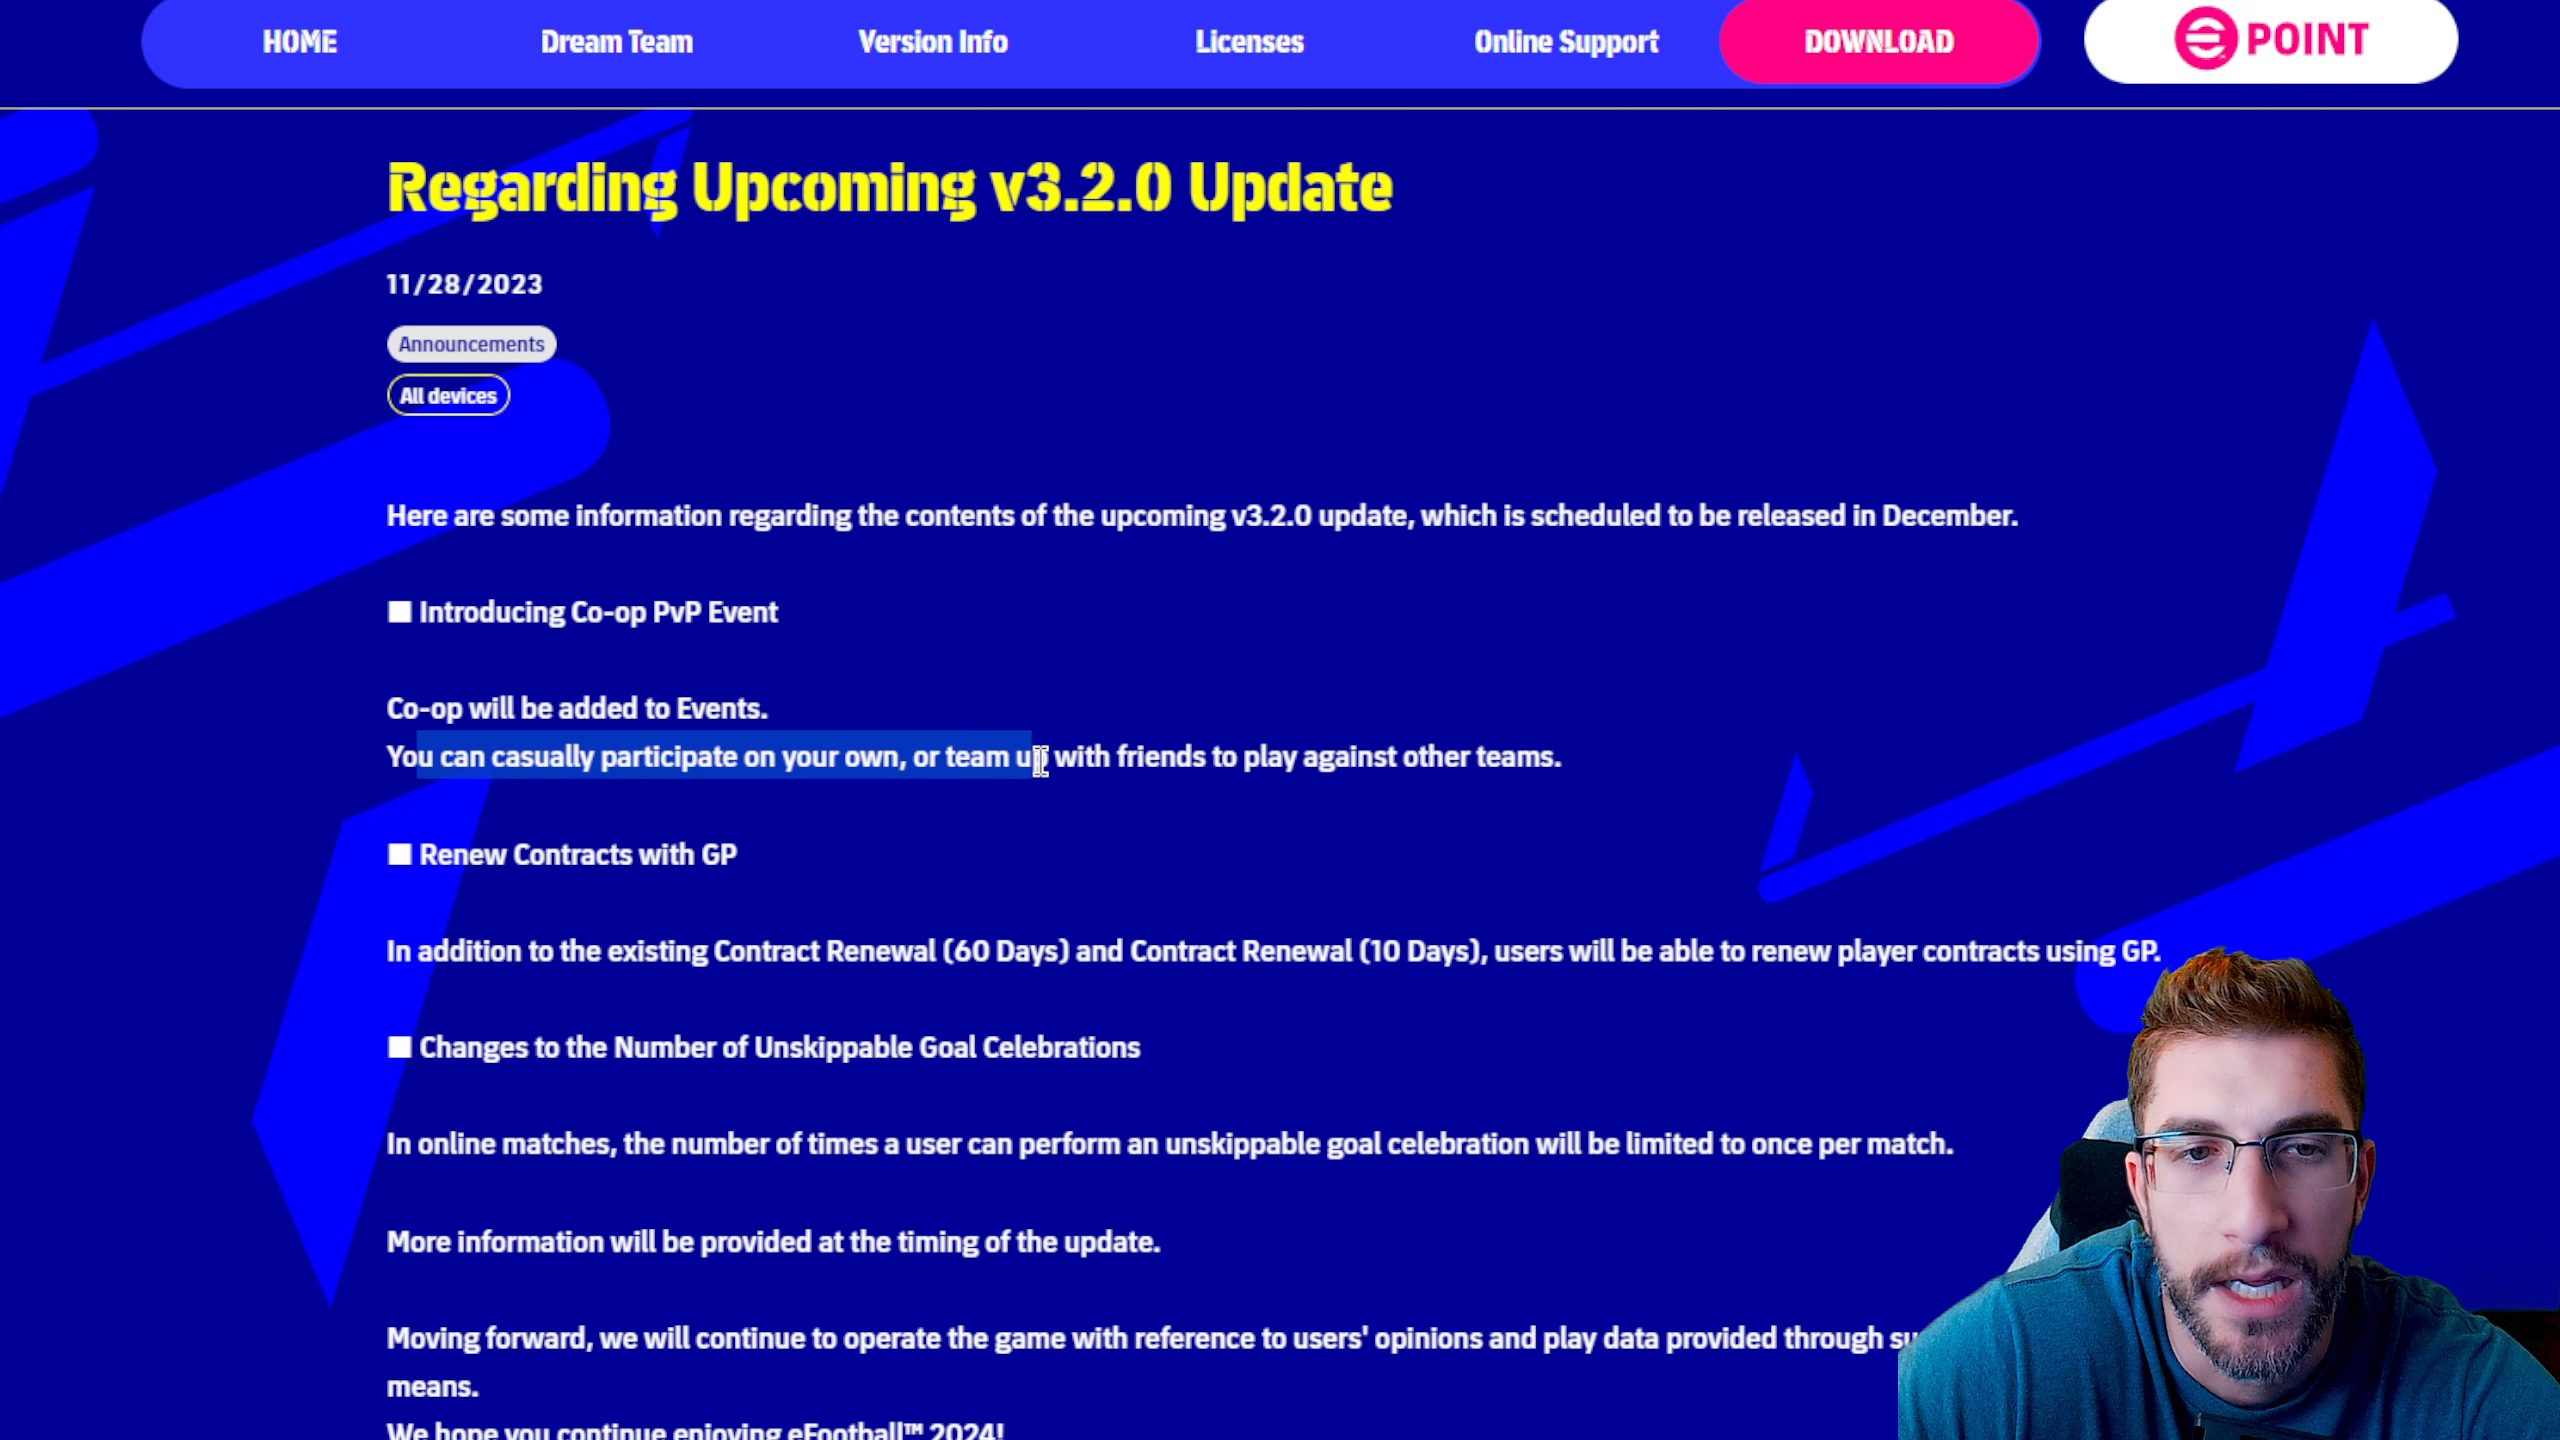 HOME
Dream Team
Version Info
Licenses
Online Support
DOWNLOAD
POINT
Regarding Upcoming v3.2.0 Update
11/28/2023
Announcements
All devices
Here are some information regarding the contents of the upcoming v3.2.0 update, which is scheduled to be released in December.
■ Introducing Co-op PvP Event
Co-op will be added to Events.
You can casually participate on your own, or team up with friends to play against other teams.
■ Renew Contracts with GP
In addition to the existing Contract Renewal (60 Days) and Contract Renewal (10 Days), users will be able to renew player contracts using GP.
■ Changes to the Number of Unskippable Goal Celebrations
In online matches, the number of times a user can perform an unskippable goal celebration will be limited to once per match.
More information will be provided at the timing of the update.
Moving forward, we will continue to operate the game with reference to users' opinions and play data provided through
means.
We hope you continue enjoying eFootball™ 2024!